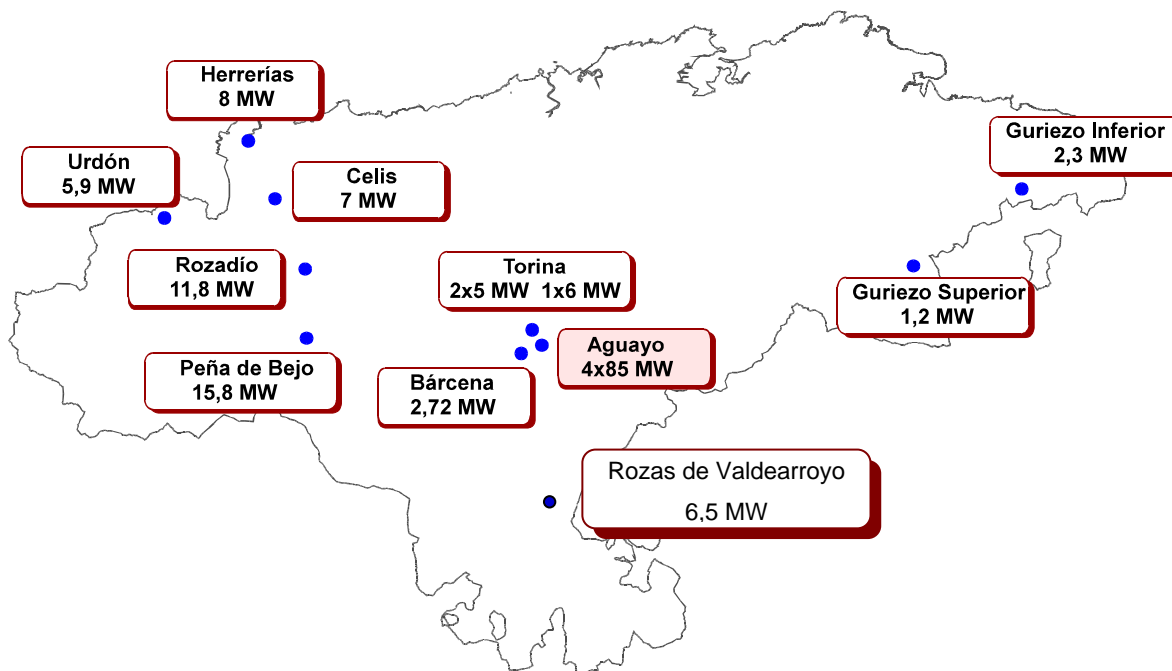 Herrerías
8 MW
Guriezo Inferior
2,3 MW
Urdón
5,9 MW
Celis
7 MW
Rozadío
11,8 MW
Torina
2x5 MW 1x6 MW
Guriezo Superior
1,2 MW
Peña de Bejo
15,8 MW
Bárcena
2,72 MW
Aguayo
4x85 MW
Rozas de Valdearroyo
6,5 MW